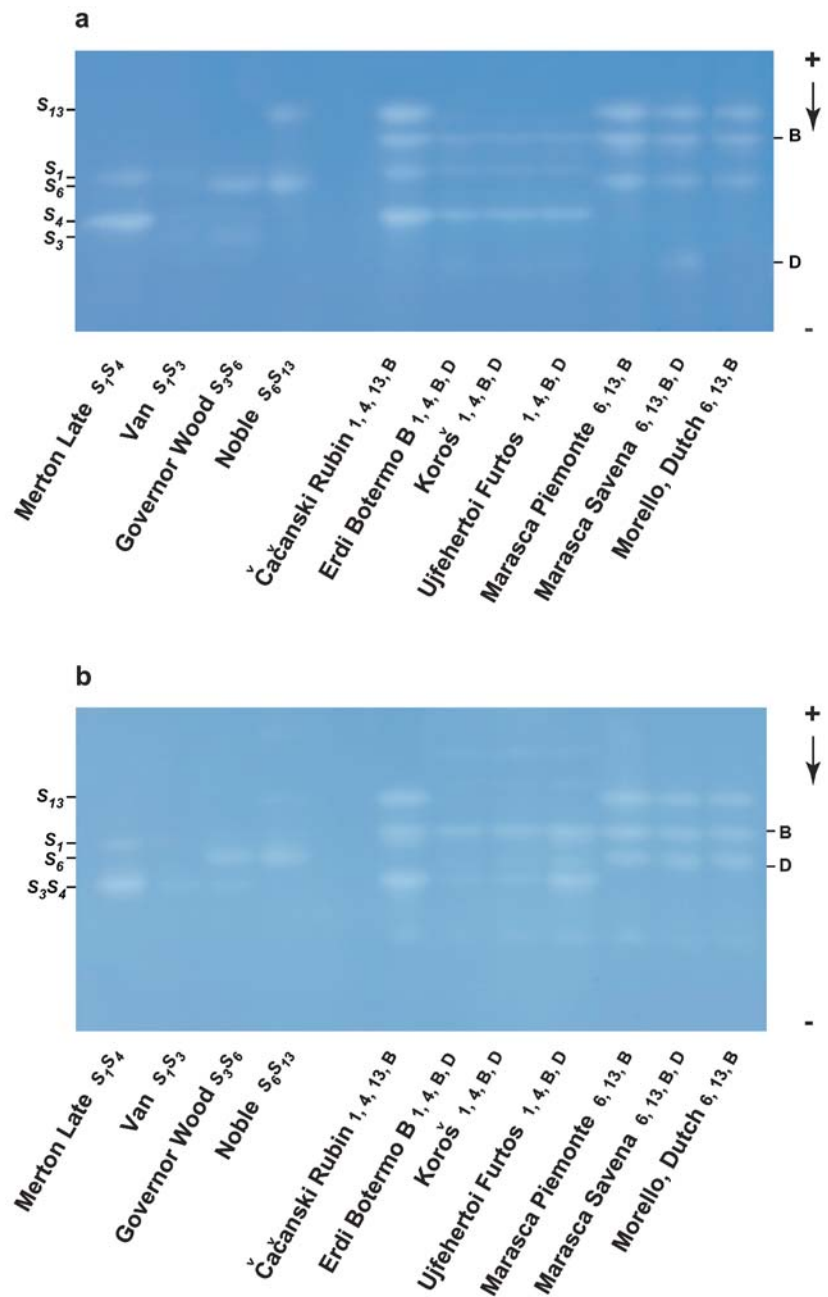 a
+
S13
B
S1
S6
S4
S3
D
-
Merton Late S1S4
Van S1S3
Governor Wood S3S6
Noble S6S13
Čačanski Rubin 1, 4, 13, B
Erdi Botermo B 1, 4, B, D
Koroš 1, 4, B, D
Ujfehertoi Furtos 1, 4, B, D
Marasca Piemonte 6, 13, B
Marasca Savena 6, 13, B, D
Morello, Dutch 6, 13, B
b
+
S13
B
S1
S6
D
S3S4
-
Merton Late S1S4
Van S1S3
Governor Wood S3S6
Noble S6S13
Čačanski Rubin 1, 4, 13, B
Erdi Botermo B 1, 4, B, D
Koroš 1, 4, B, D
Ujfehertoi Furtos 1, 4, B, D
Marasca Piemonte 6, 13, B
Marasca Savena 6, 13, B, D
Morello, Dutch 6, 13, B